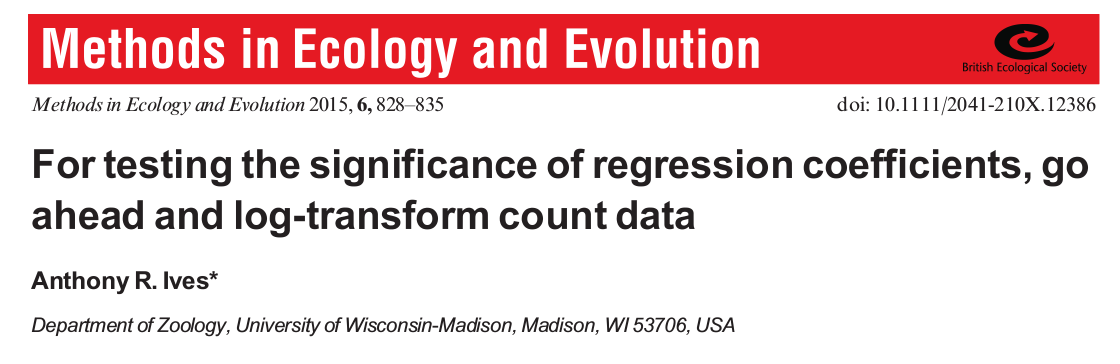 Methods in Ecology and Evolution
British Ecological Society
Methods in Ecology and Evolution 2015, 6, 828–835
doi: 10.1111/2041-210X.12386
For testing the significance of regression coefficients, go
ahead and log-transform count data
Anthony R. Ives*
Department of Zoology, University of Wisconsin-Madison, Madison, WI 53706, USA